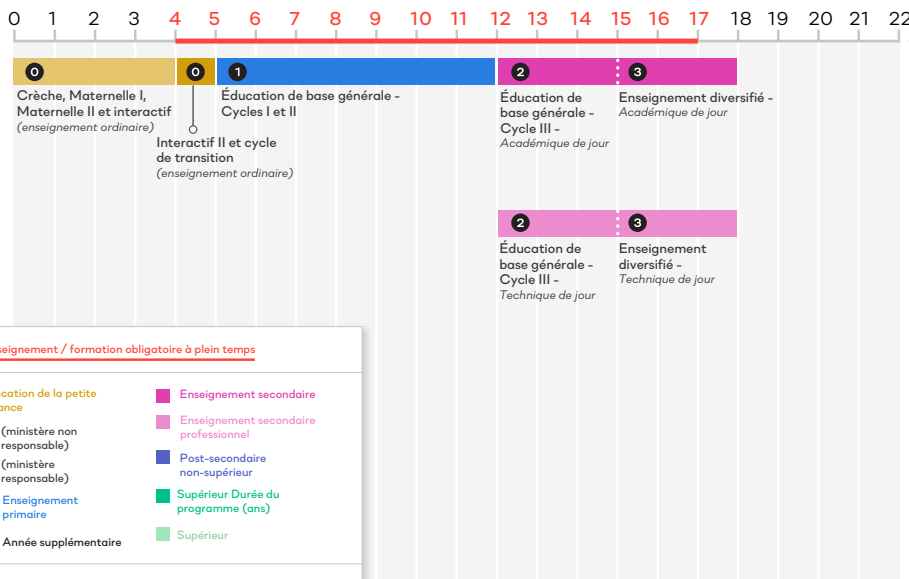 0 1 2 3 4 5 6 7 8 9 10 11 12 13 14 15 16 17 18 19 20 21 22
0 0 1 2 3
Crèche, Maternelle I,
Maternelle II et interactif
(enseignement ordinaire)
Interactif II et cycle
de transition
(enseignement ordinaire)
Éducation de base générale -
Cycles I et II
Éducation de
base générale -
Cycle III -
Académique de jour
Enseignement diversifié -
Académique de jour
2 3
Éducation de
base générale -
Cycle III -
Technique de jour
Enseignement
diversifié -
Technique de jour
seignement / formation obligatoire à plein temps
cation de la petite
ance
(ministère non
responsable)
(ministère
responsable)
Enseignement
primaire
Année supplémentaire
Enseignement secondaire
Enseignement secondaire
professionnel
Post-secondaire
non-supérieur
Supérieur Durée du
programme (ans)
Supérieur